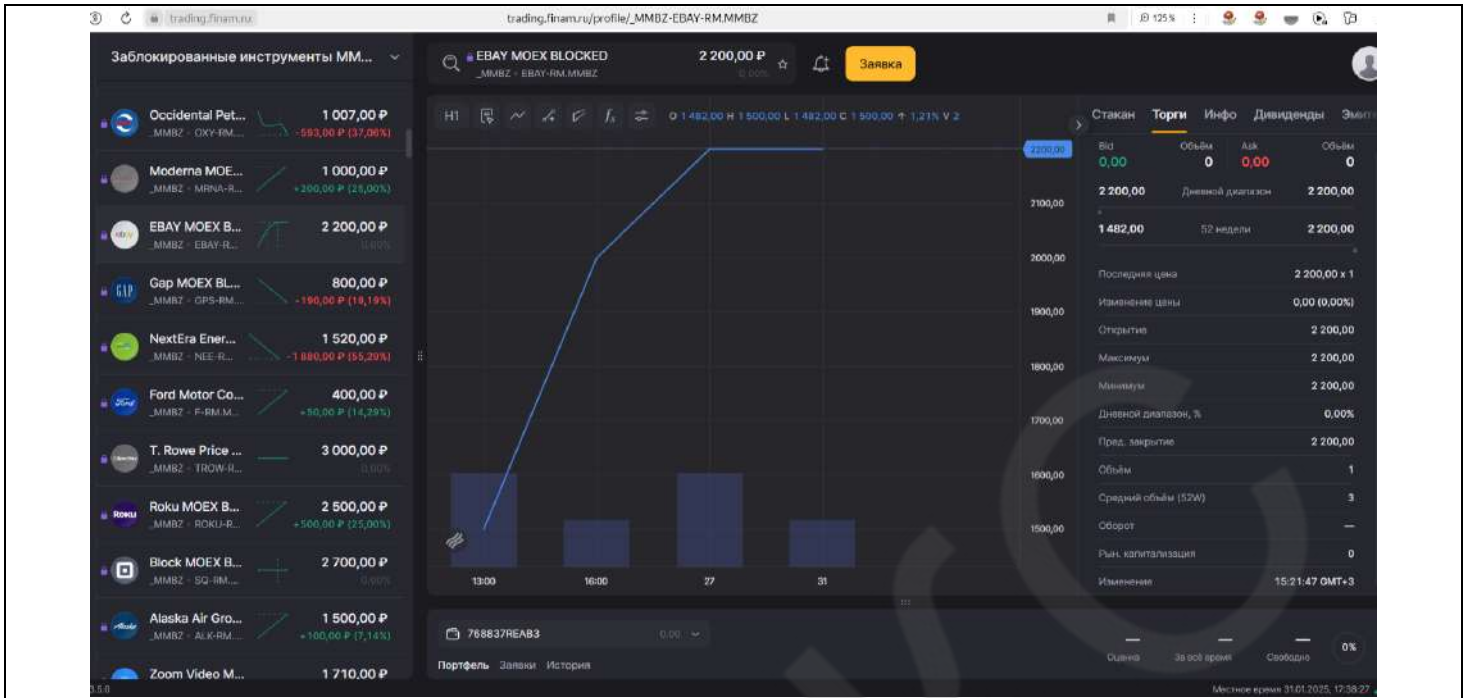 trading.finam.ru
trading.finam.ru/profile/_MMBZ-EBAY-RM.MMBZ
125 %
Заблокированные инструменты ММ...
EBAY MOEX BLOCKED
_MMBZ · EBAY-RM.MMBZ
2 200,00 ₽
0,00%
Заявка
Occidental Pet...
1 007,00 ₽
_MMBZ · OXY-RM....
-593,00 ₽ (37,06%)
Moderna MOE...
1 000,00 ₽
_MMBZ · MRNA-R...
+200,00 ₽ (25,00%)
EBAY MOEX B...
2 200,00 ₽
_MMBZ · EBAY-R...
0,00%
Gap MOEX BL...
800,00 ₽
_MMBZ · GPS-RM....
-190,00 ₽ (19,19%)
NextEra Ener...
1 520,00 ₽
_MMBZ · NEE-R...
-1 880,00 ₽ (55,29%)
Ford Motor Co...
400,00 ₽
_MMBZ · F-RM.M...
+50,00 ₽ (14,29%)
T. Rowe Price ...
3 000,00 ₽
_MMBZ · TROW-R...
0,00%
Roku MOEX B...
2 500,00 ₽
_MMBZ · ROKU-R...
+500,00 ₽ (25,00%)
Block MOEX B...
2 700,00 ₽
_MMBZ · SQ-RM....
0,00%
Alaska Air Gro...
1 500,00 ₽
_MMBZ · ALK-RM....
+100,00 ₽ (7,14%)
Zoom Video M...
1 710,00 ₽
3.5.0
H1
O 1 482,00 H 1 500,00 L 1 482,00 C 1 500,00 ↑ 1,21% V 2
2200,00
2100,00
2000,00
1900,00
1800,00
1700,00
1600,00
1500,00
13:00 16:00 27 31
768837REAB3
0,00
Портфель Заявки История
Стакан Торги Инфо Дивиденды
Bid Объём Ask Объём
0,00 0 0,00 0
2 200,00 Дневной диапазон 2 200,00
1 482,00 52 недели 2 200,00
Последняя цена 2 200,00 x 1
Изменение цены 0,00 (0,00%)
Открытие 2 200,00
Максимум 2 200,00
Минимум 2 200,00
Дневной диапазон, % 0,00%
Пред. закрытие 2 200,00
Объём 1
Средний объём (52W) 3
Оборот —
Рын. капитализация 0
Изменение 15:21:47 GMT+3
— — — 0%
Оценка За всё время Свободно
Местное время 31.01.2025, 17:38:27